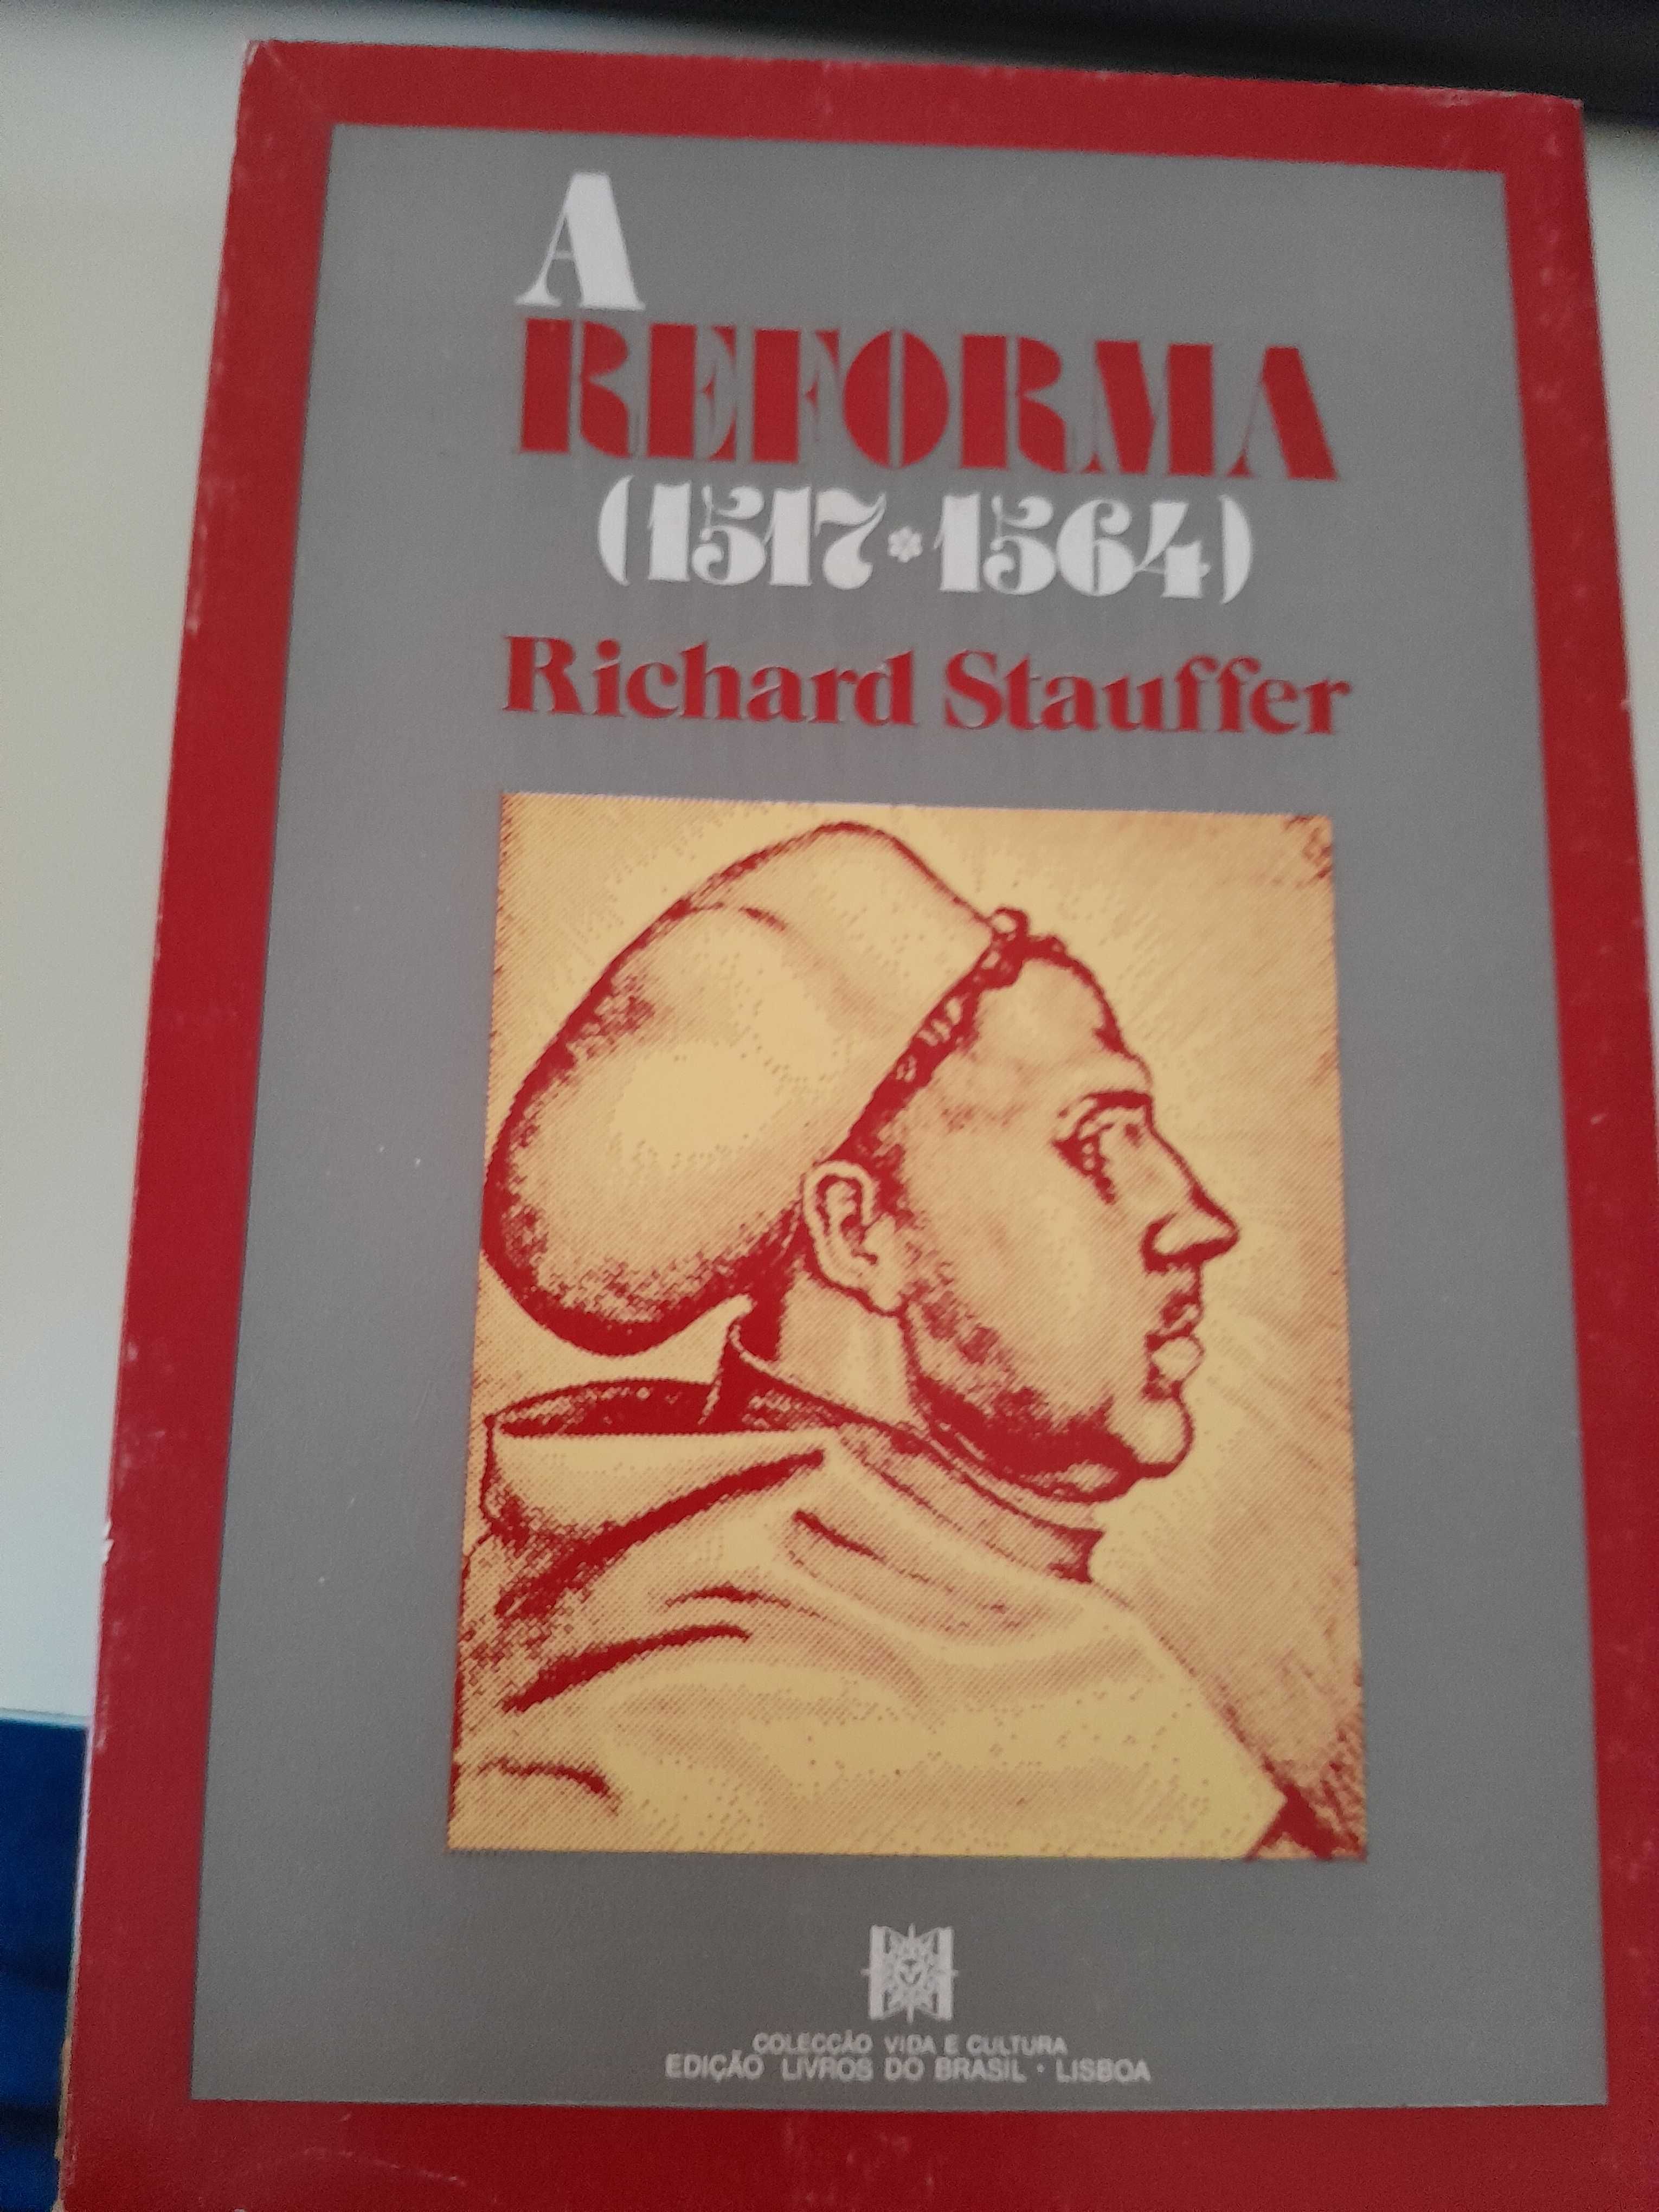 A
REFORMA
(1517*1564)
Richard Stauffer
COLECÇÃO VIDA E CULTURA
EDIÇÃO LIVROS DO BRASIL · LISBOA